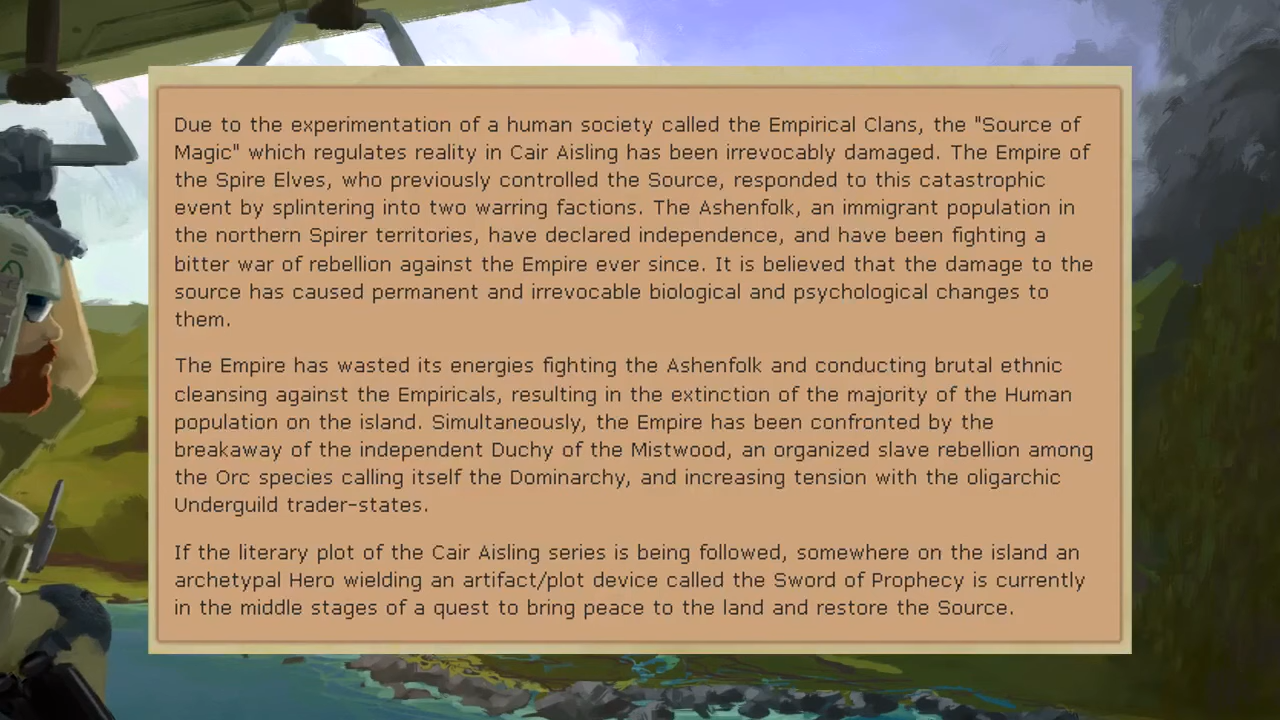 Due to the experimentation of a human society called the Empirical Clans, the "Source of
Magic" which regulates reality in Cair Aisling has been irrevocably damaged. The Empire of
the Spire Elves, who previously controlled the Source, responded to this catastrophic
event by splintering into two warring factions. The Ashenfolk, an immigrant population in
the northern Spirer territories, have declared independence, and have been fighting a
bitter war of rebellion against the Empire ever since. It is believed that the damage to the
source has caused permanent and irrevocable biological and psychological changes to
them.
The Empire has wasted its energies fighting the Ashenfolk and conducting brutal ethnic
cleansing against the Empiricals, resulting in the extinction of the majority of the Human
population on the island. Simultaneously, the Empire has been confronted by the
breakaway of the independent Duchy of the Mistwood, an organized slave rebellion among
the Orc species calling itself the Dominarchy, and increasing tension with the oligarchic
Underguild trader-states.
If the literary plot of the Cair Aisling series is being followed, somewhere on the island an
archetypal Hero wielding an artifact/plot device called the Sword of Prophecy is currently
in the middle stages of a quest to bring peace to the land and restore the Source.